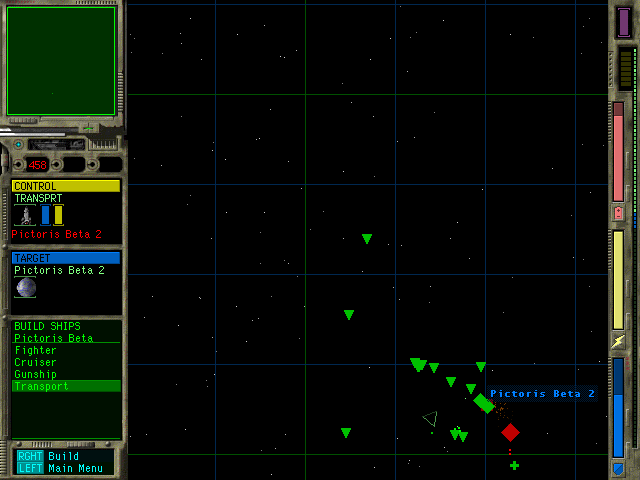 458
CONTROL
TRANSPRT
Pictoris Beta 2
TARGET
Pictoris Beta 2
BUILD SHIPS
Pictoris Beta
Fighter
Cruiser
Gunship
Transport
RGHT Build
LEFT Main Menu
Pictoris Beta 2